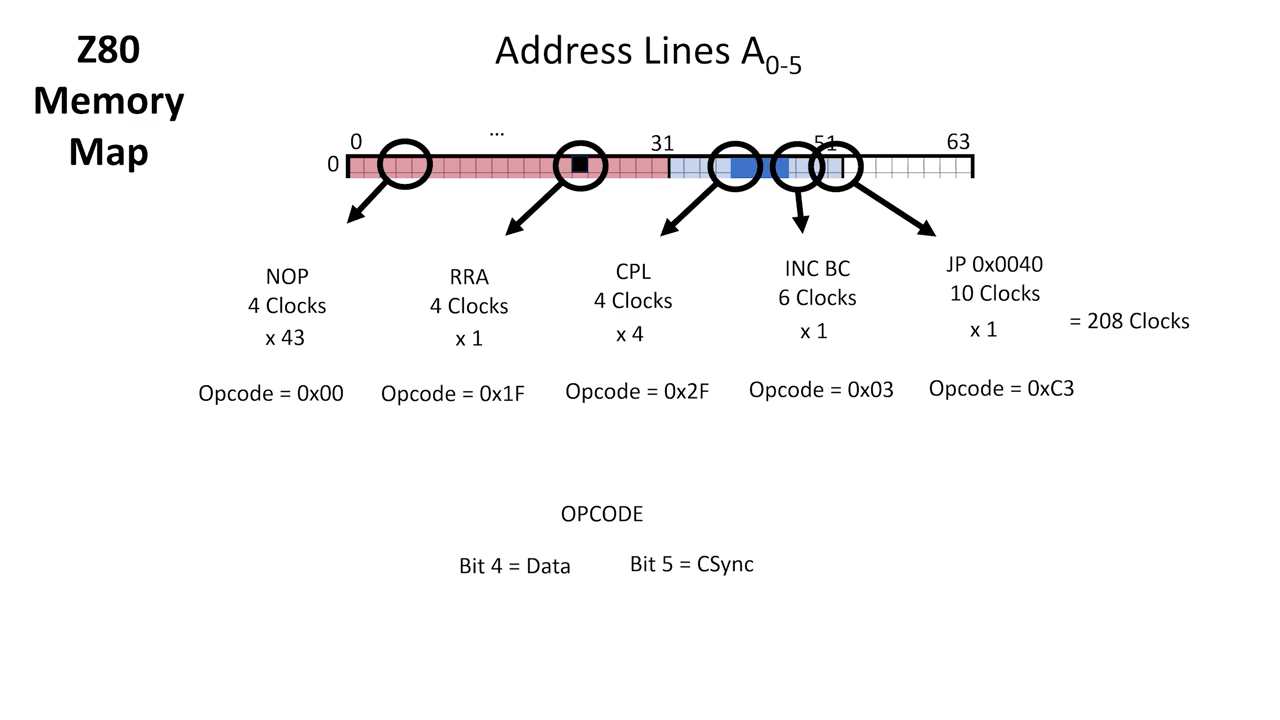 Z80
Memory
Map
Address Lines A0-5
0
...
31
51
63
0
NOP
4 Clocks
x 43
RRA
4 Clocks
x 1
CPL
4 Clocks
x 4
INC BC
6 Clocks
x 1
JP 0x0040
10 Clocks
x 1
= 208 Clocks
Opcode = 0x00
Opcode = 0x1F
Opcode = 0x2F
Opcode = 0x03
Opcode = 0xC3
OPCODE
Bit 4 = Data
Bit 5 = CSync